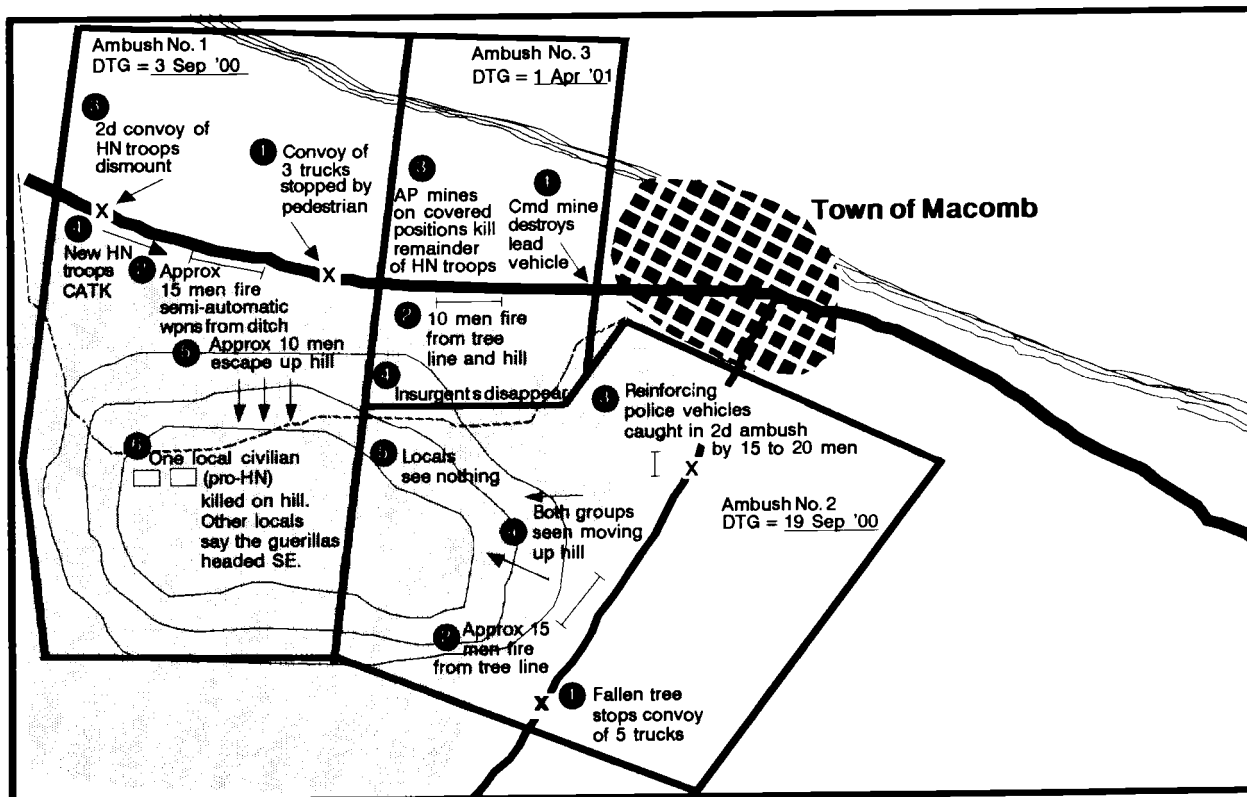 Ambush No. 1
DTG = 3 Sep '00
3
2d convoy of
HN troops
dismount
1
Convoy of
3 trucks
stopped by
pedestrian
4
New HN
troops
CATK
2
Approx
15 men fire
semi-automatic
wpns from ditch
5
Approx 10 men
escape up hill
6
One local civilian
(pro-HN)
killed on hill.
Other locals
say the guerillas
headed SE.
Ambush No. 3
DTG = 1 Apr '01
3
AP mines
on covered
positions kill
remainder
of HN troops
1
Cmd mine
destroys
lead
vehicle
2
10 men fire
from tree
line and hill
4
Insurgents disappear
5
Locals
see nothing
Town of Macomb
3
Reinforcing
police vehicles
caught in 2d ambush
by 15 to 20 men
Ambush No. 2
DTG = 19 Sep '00
4
Both groups
seen moving
up hill
2
Approx 15
men fire
from tree line
1
Fallen tree
stops convoy
of 5 trucks
X
X
X
X